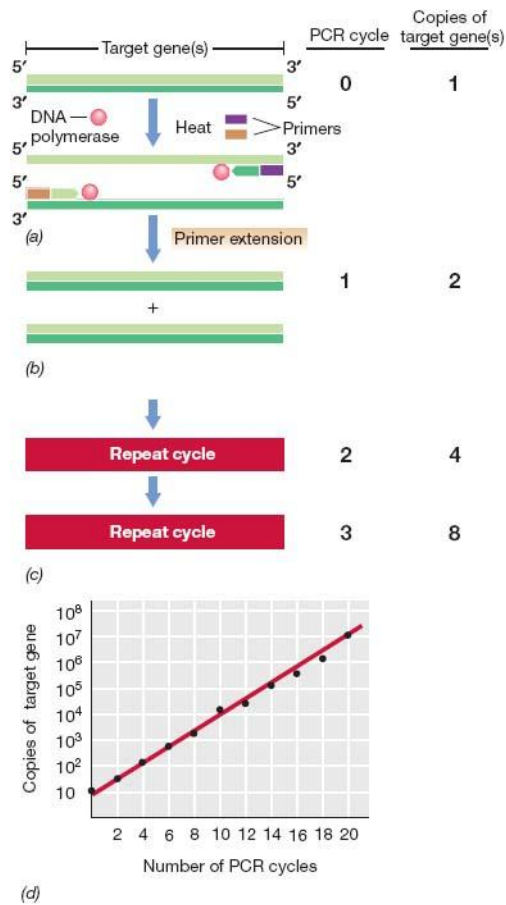 Target gene(s)
PCR cycle
Copies of
target gene(s)
5′ 3′
3′ 5′
0 1
DNA
polymerase
Heat
Primers
5′ 3′
5′ 5′
3′
(a)
Primer extension
1 2
+
(b)
Repeat cycle 2 4
Repeat cycle 3 8
(c)
Copies of target gene
10⁸
10⁷
10⁶
10⁵
10⁴
10³
10²
10
2 4 6 8 10 12 14 16 18 20
Number of PCR cycles
(d)